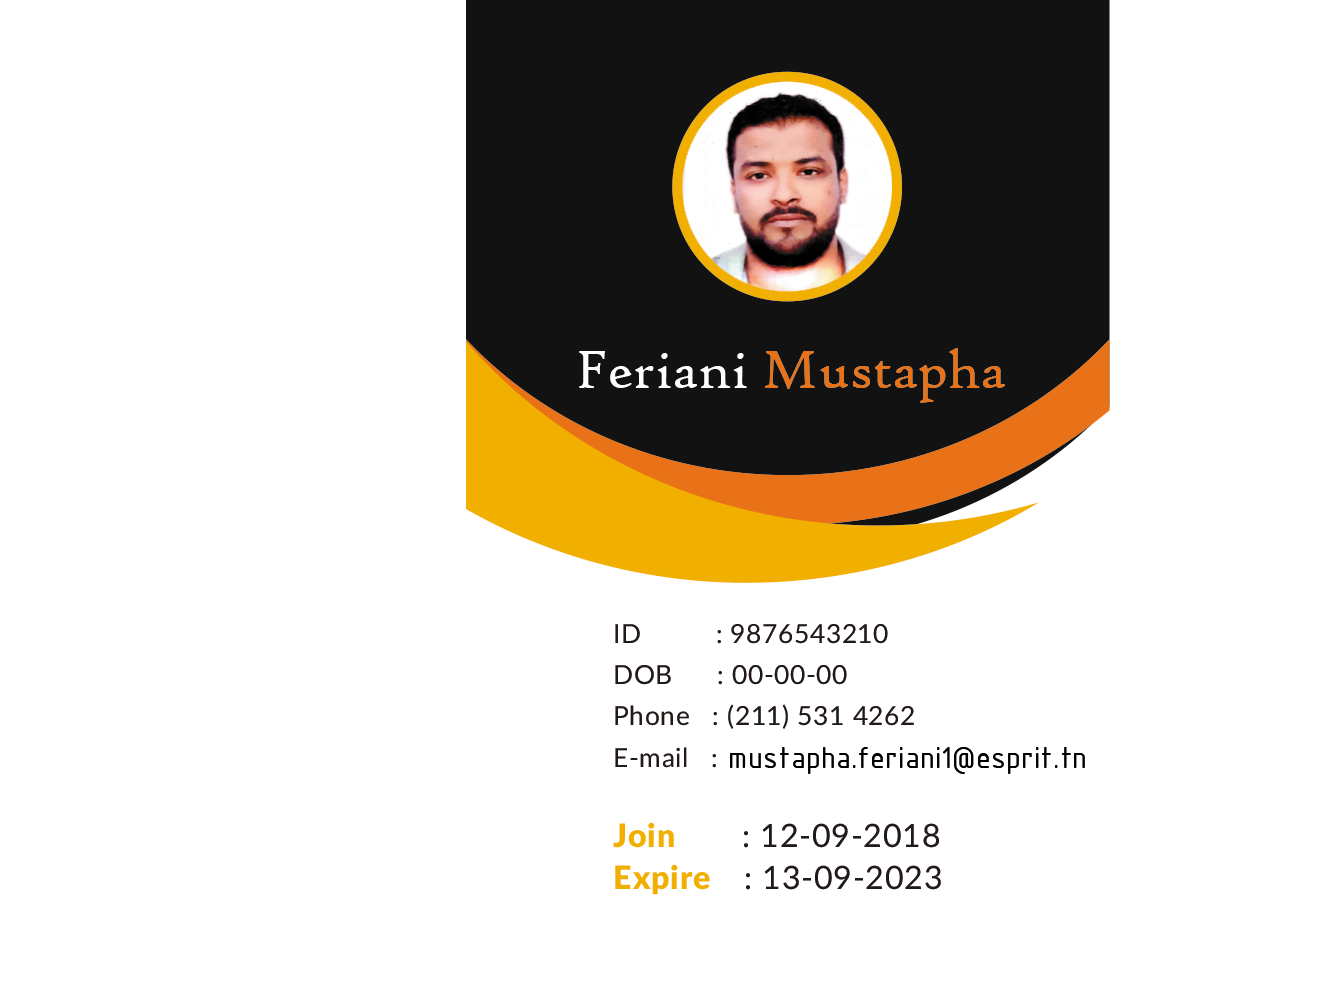 Feriani Mustapha
ID : 9876543210
DOB : 00-00-00
Phone : (211) 531 4262
E-mail : mustapha.feriani1@esprit.tn
Join : 12-09-2018
Expire : 13-09-2023